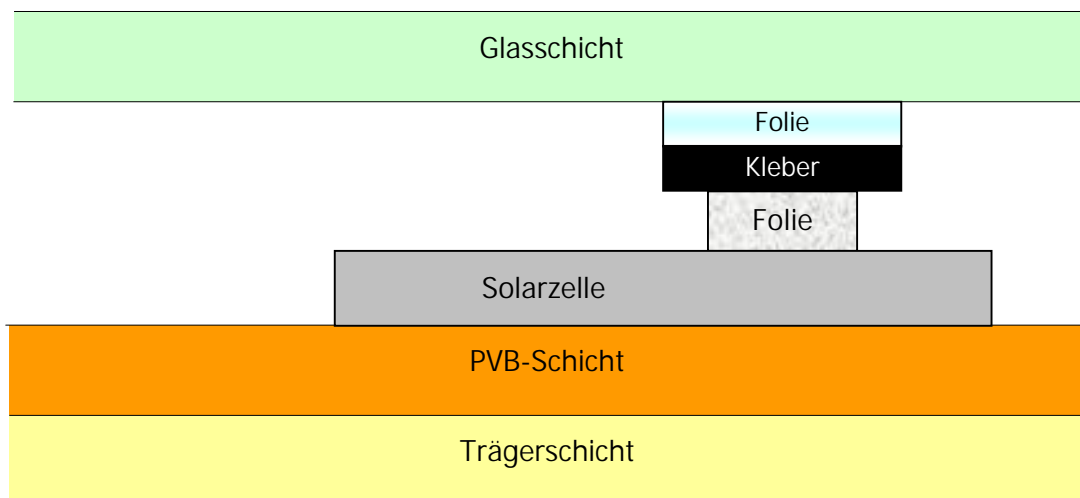 Glasschicht
Folie
Kleber
Folie
Solarzelle
PVB-Schicht
Trägerschicht